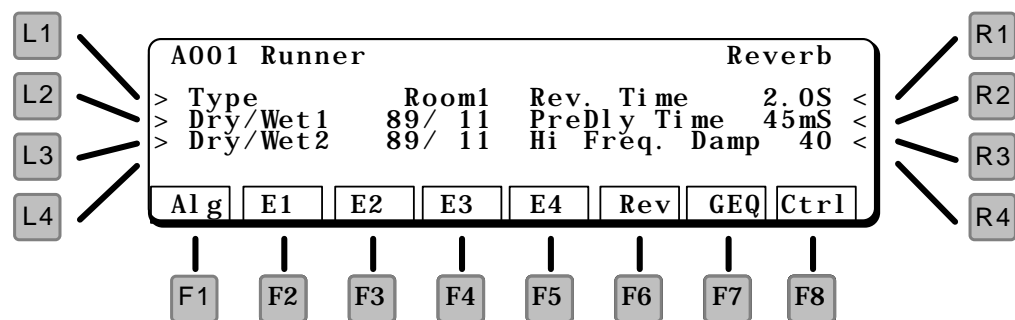 L1
L2
L3
L4
A001 Runner Reverb
> Type Room1 Rev. Time 2.0S <
> Dry/Wet1 89/ 11 PreDly Time 45mS <
> Dry/Wet2 89/ 11 Hi Freq. Damp 40 <
Alg E1 E2 E3 E4 Rev GEQ Ctrl
R1
R2
R3
R4
F1 F2 F3 F4 F5 F6 F7 F8